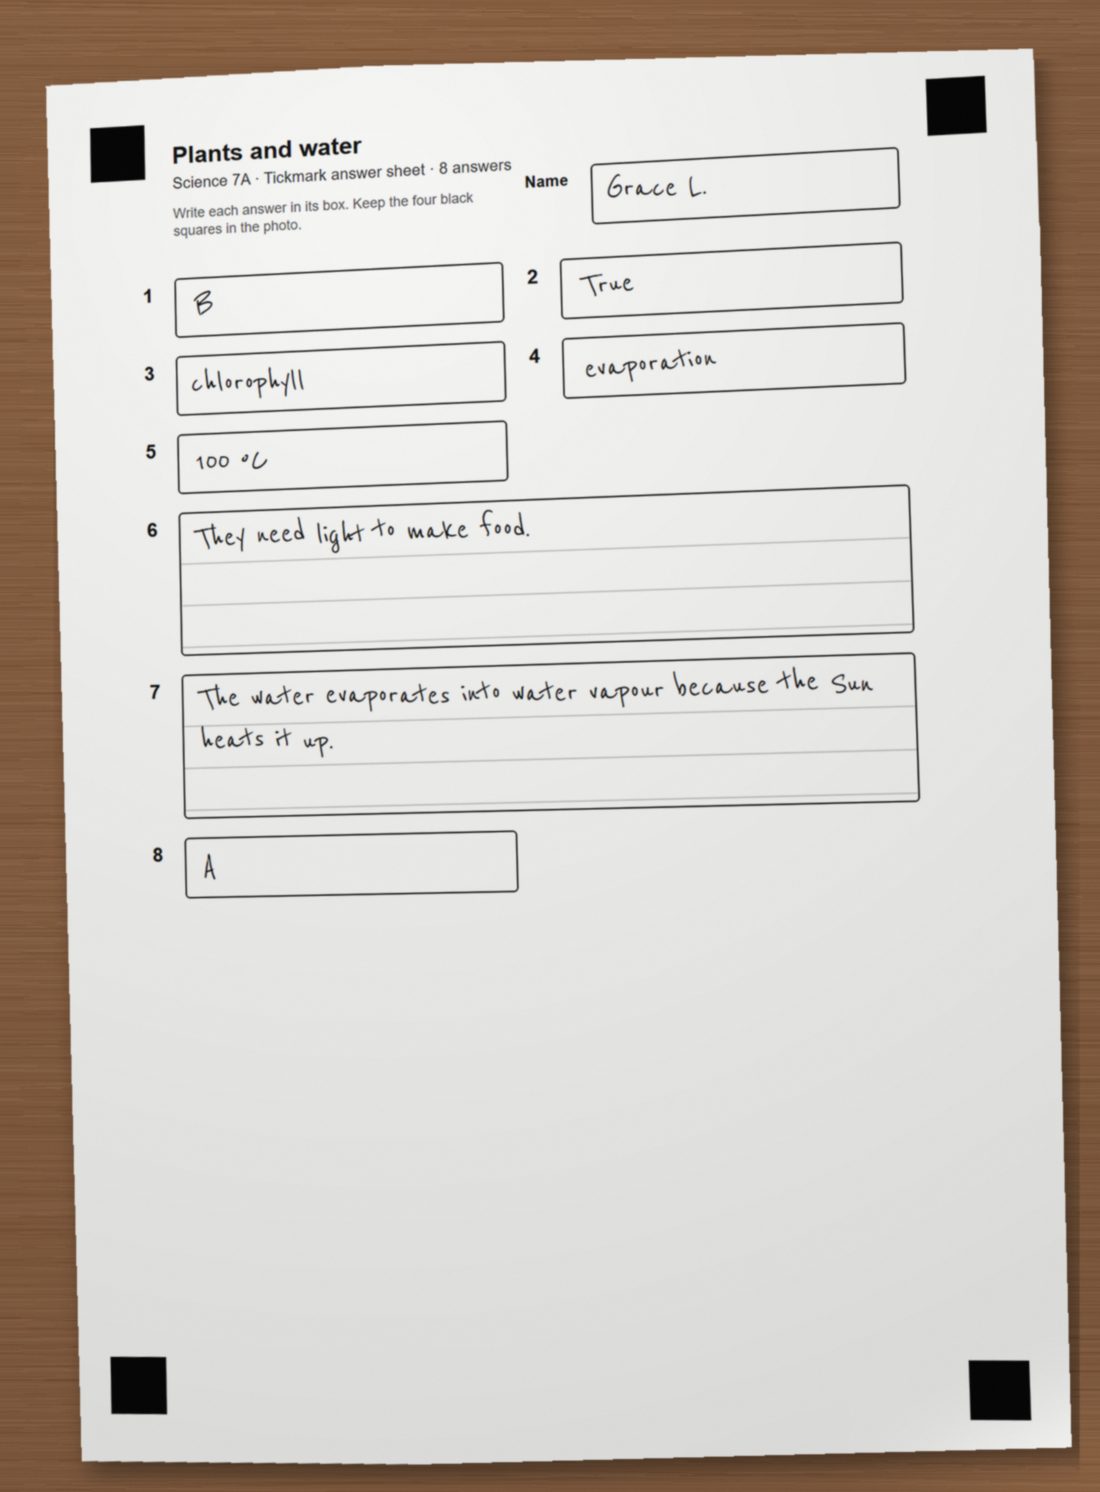 Plants and water
Science 7A · Tickmark answer sheet · 8 answers
Write each answer in its box. Keep the four black
squares in the photo.
Name Grace L.
1 B
2 True
3 chlorophyll
4 evaporation
5 100 °C
6 They need light to make food.
7 The water evaporates into water vapour because the Sun
heats it up.
8 A